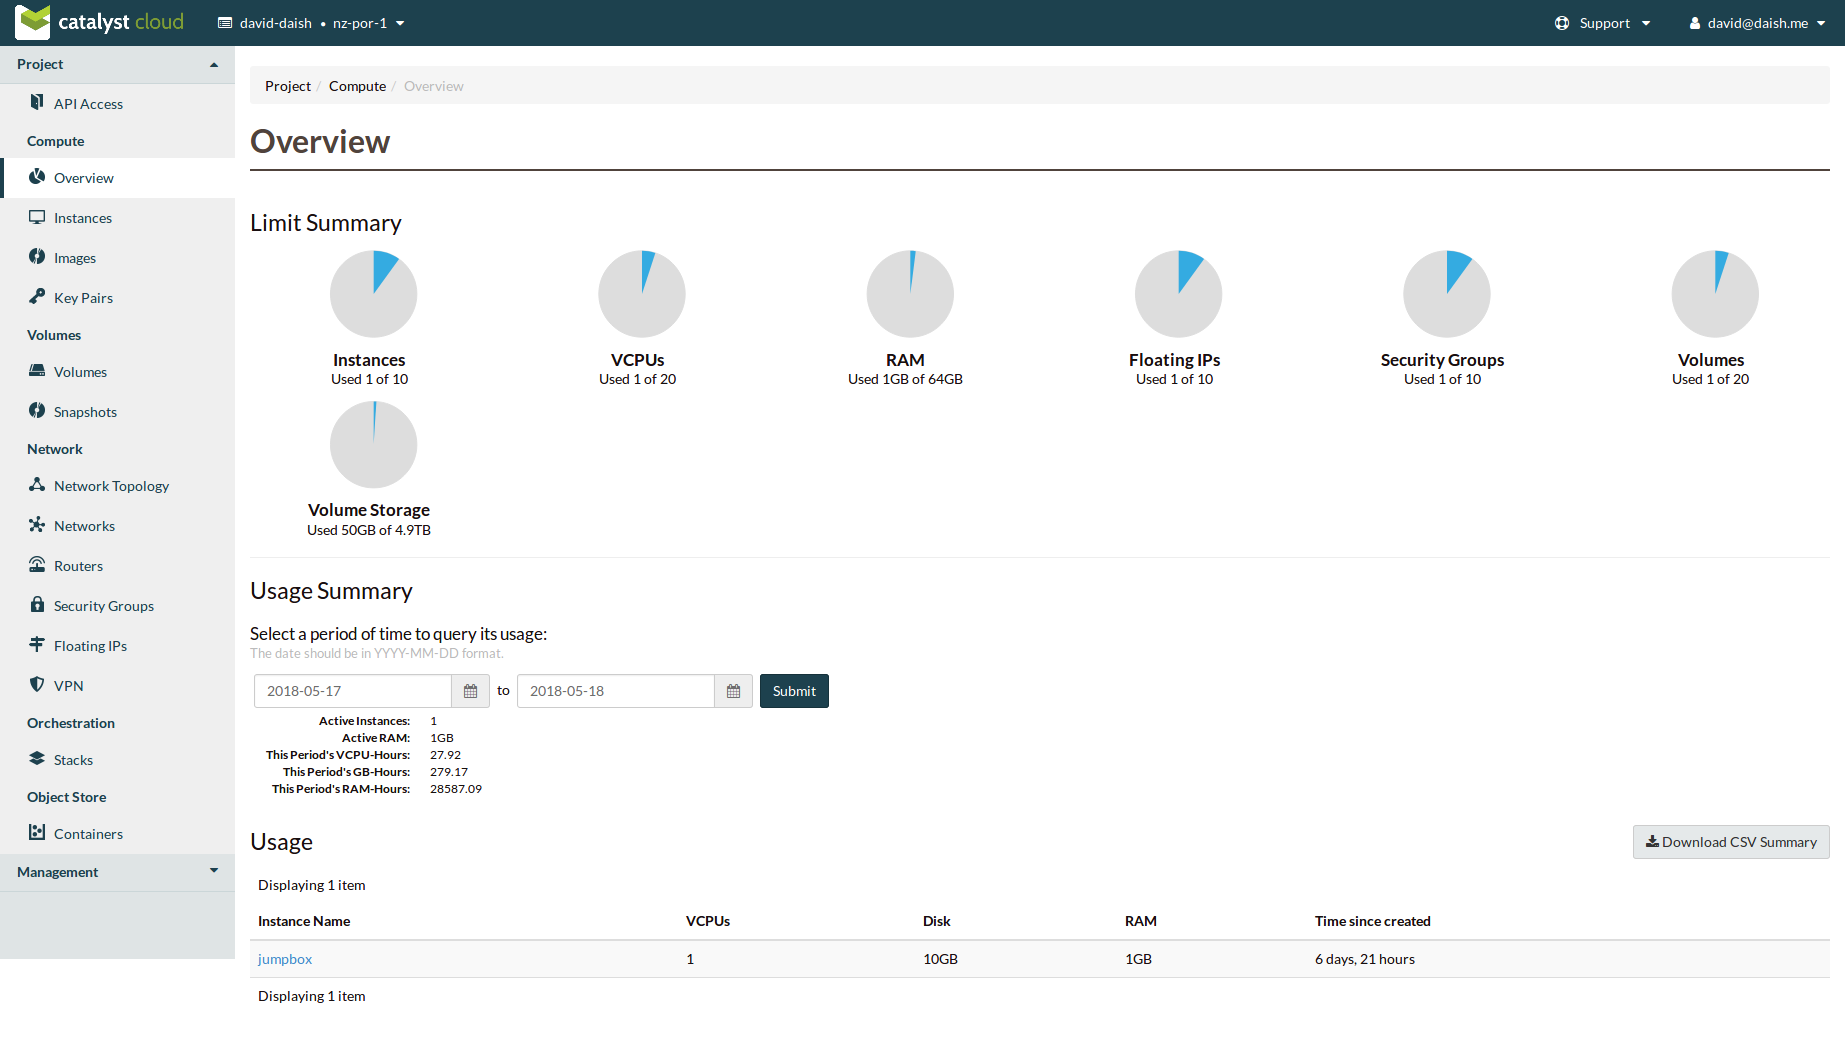 catalyst cloud david-daish • nz-por-1 Support david@daish.me
Project
API Access
Compute
Overview
Instances
Images
Key Pairs
Volumes
Volumes
Snapshots
Network
Network Topology
Networks
Routers
Security Groups
Floating IPs
VPN
Orchestration
Stacks
Object Store
Containers
Management
Project / Compute / Overview
Overview
Limit Summary
Instances
Used 1 of 10
VCPUs
Used 1 of 20
RAM
Used 1GB of 64GB
Floating IPs
Used 1 of 10
Security Groups
Used 1 of 10
Volumes
Used 1 of 20
Volume Storage
Used 50GB of 4.9TB
Usage Summary
Select a period of time to query its usage:
The date should be in YYYY-MM-DD format.
2018-05-17 to 2018-05-18 Submit
Active Instances: 1
Active RAM: 1GB
This Period's VCPU-Hours: 27.92
This Period's GB-Hours: 279.17
This Period's RAM-Hours: 28587.09
Usage
Download CSV Summary
Displaying 1 item
Instance Name VCPUs Disk RAM Time since created
jumpbox 1 10GB 1GB 6 days, 21 hours
Displaying 1 item